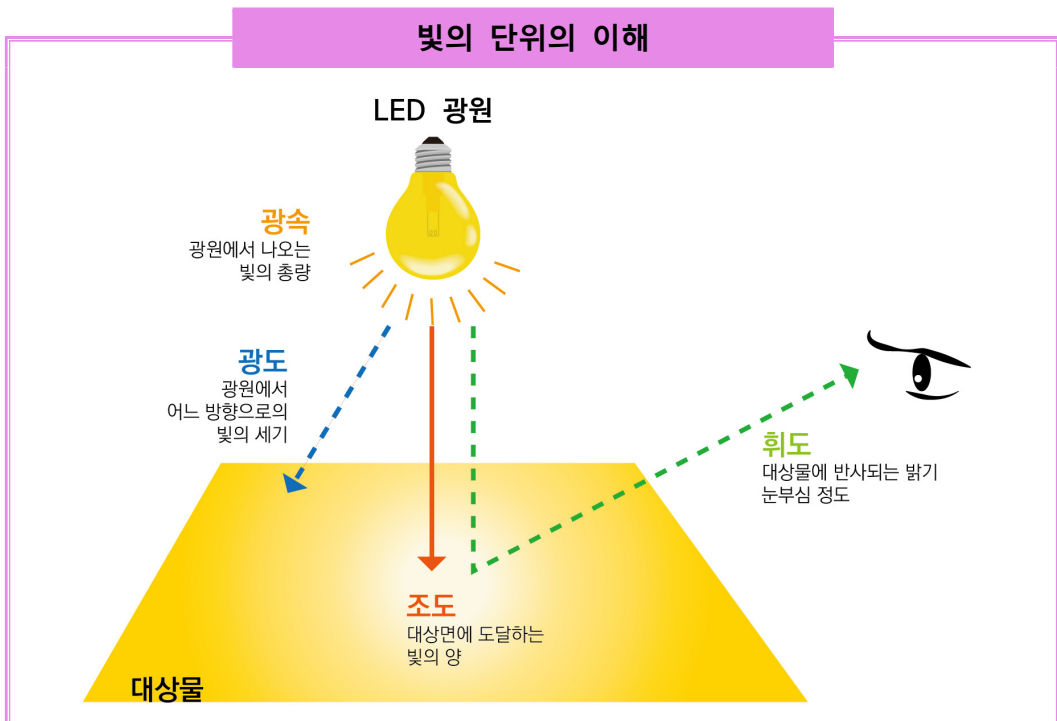 빛의 단위의 이해
LED 광원
광속
광원에서 나오는
빛의 총량
광도
광원에서
어느 방향으로의
빛의 세기
휘도
대상물에 반사되는 밝기
눈부심 정도
조도
대상면에 도달하는
빛의 양
대상물